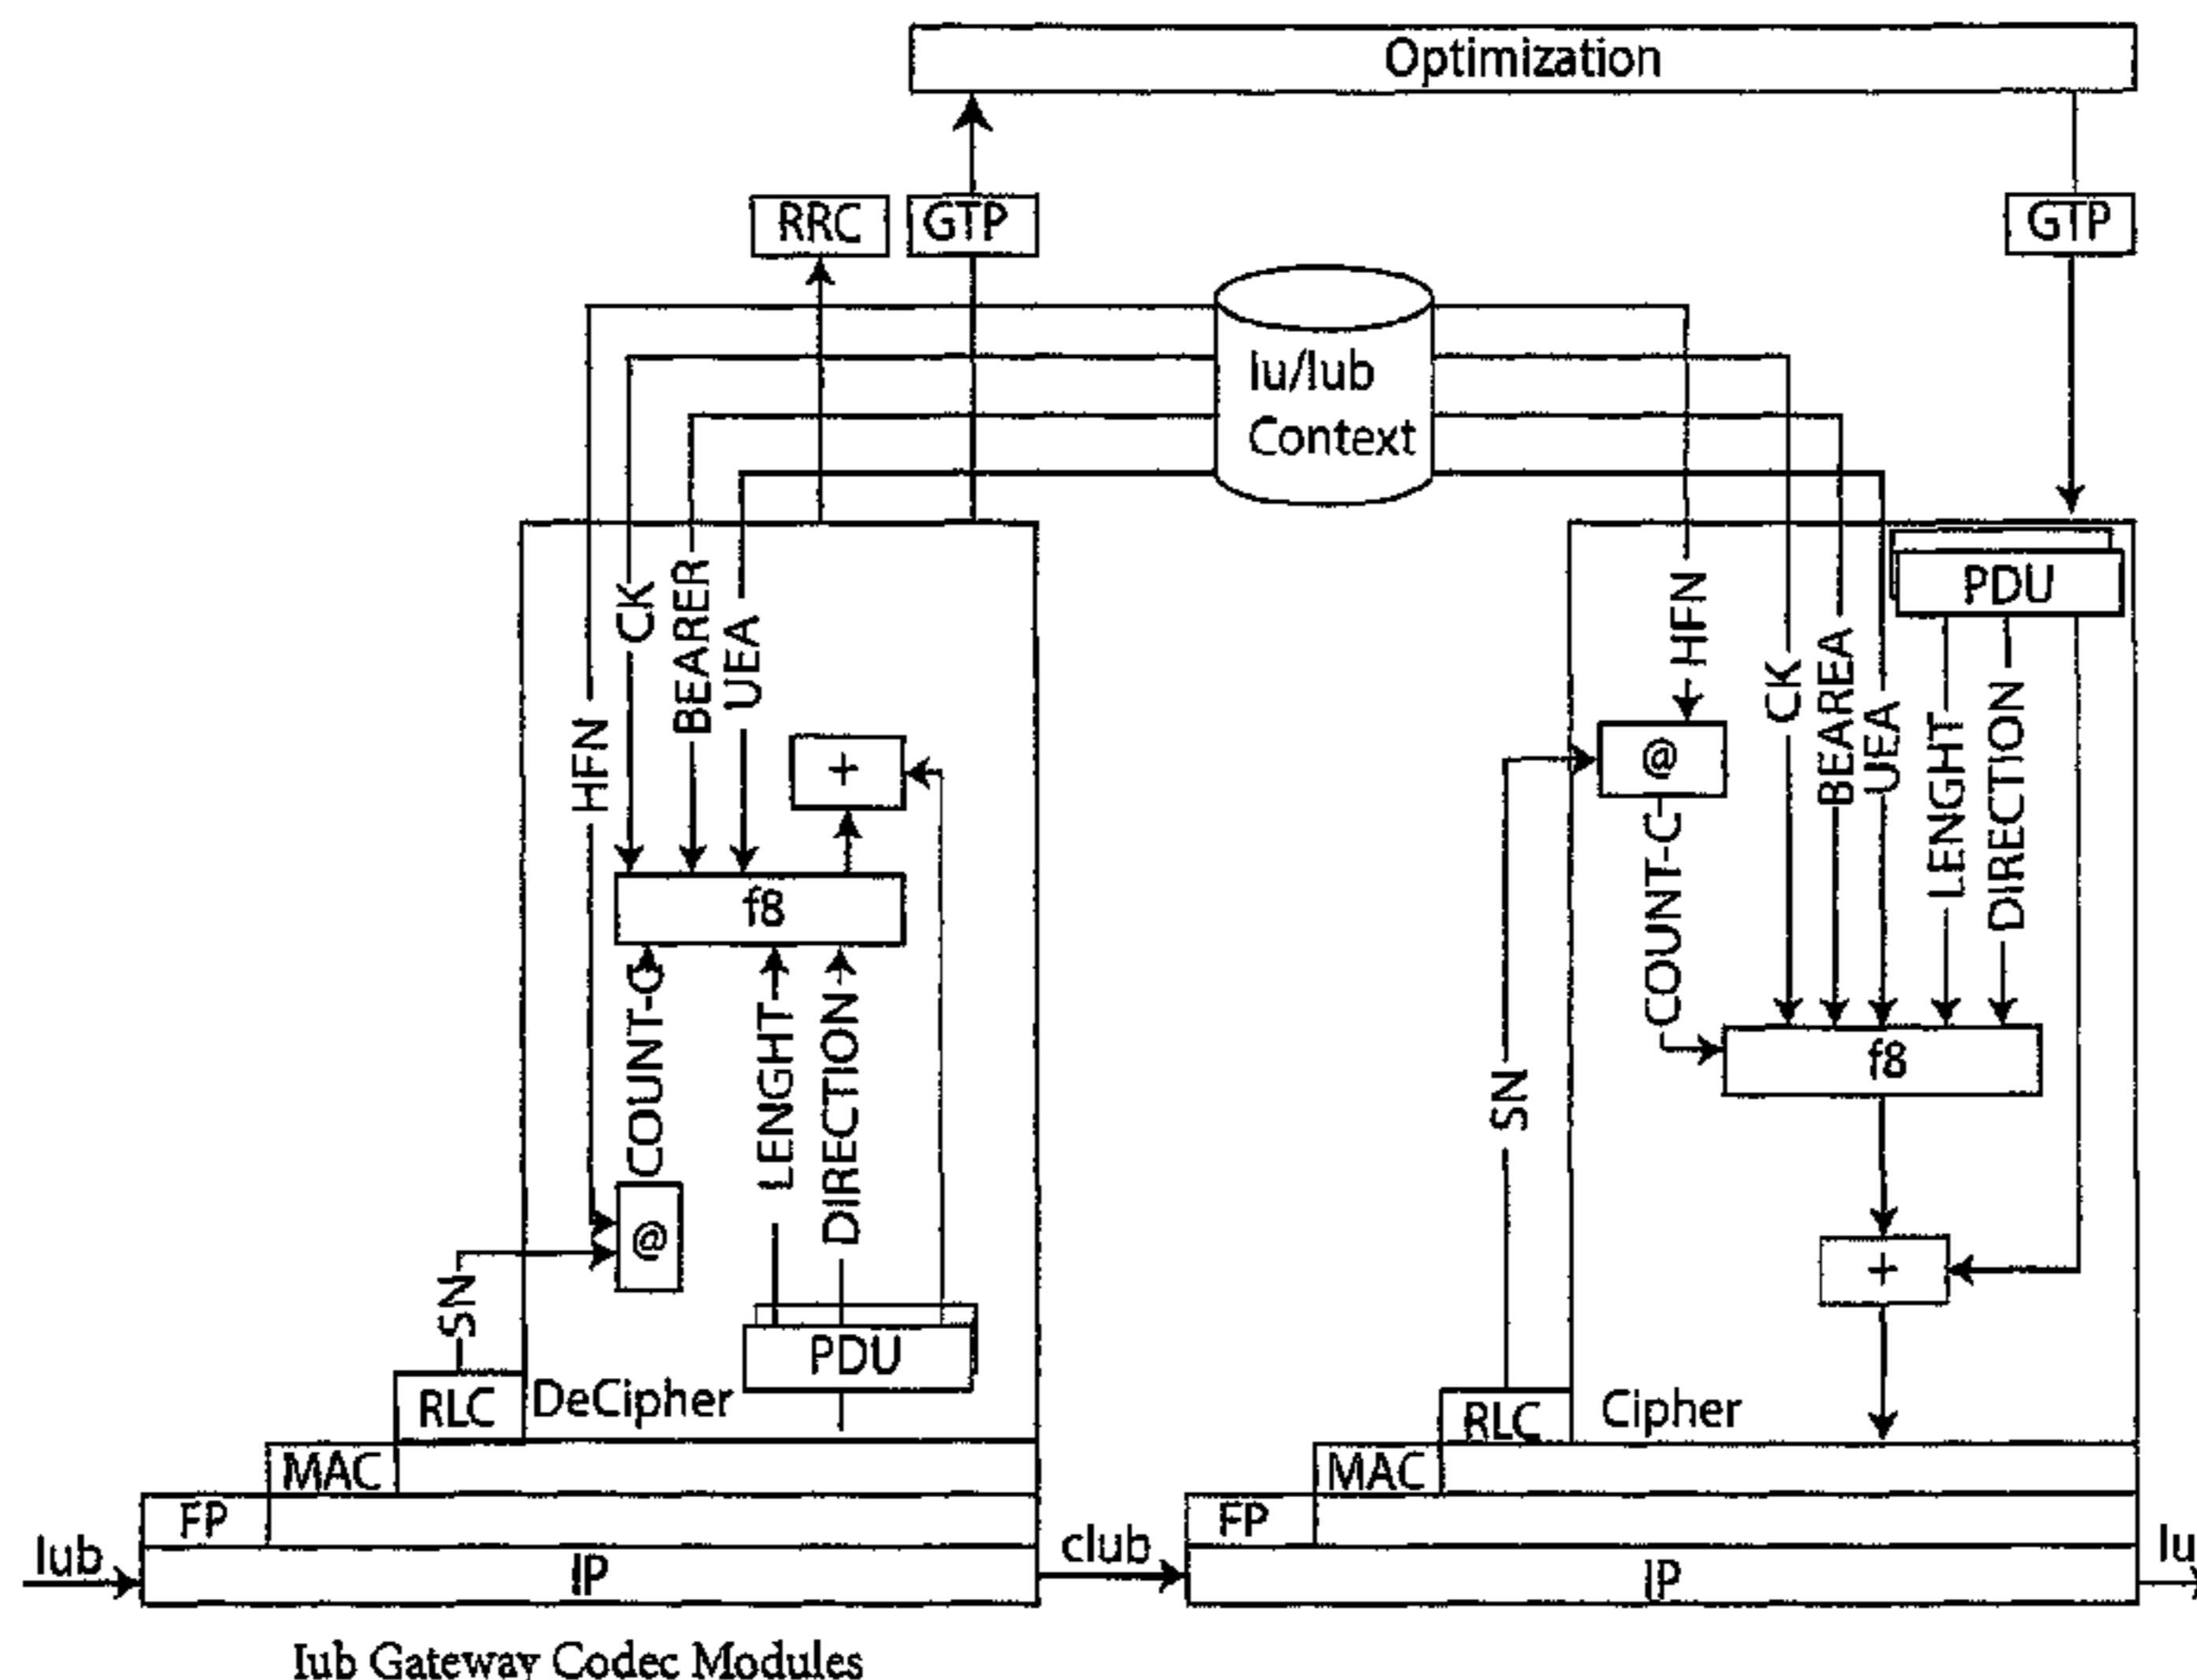 Optimization
RRC
GTP
GTP
Iu/Iub
Context
HFN
CK
BEARER
UEA
+
f8
COUNT-C
LENGHT
DIRECTION
@
SN
PDU
RLC
DeCipher
MAC
FP
Iub
IP
PDU
HFN
CK
BEAREA
UEA
LENGHT
DIRECTION
@
COUNT-C
f8
SN
+
RLC
Cipher
MAC
FP
cIub
IP
Iu
Iub Gateway Codec Modules